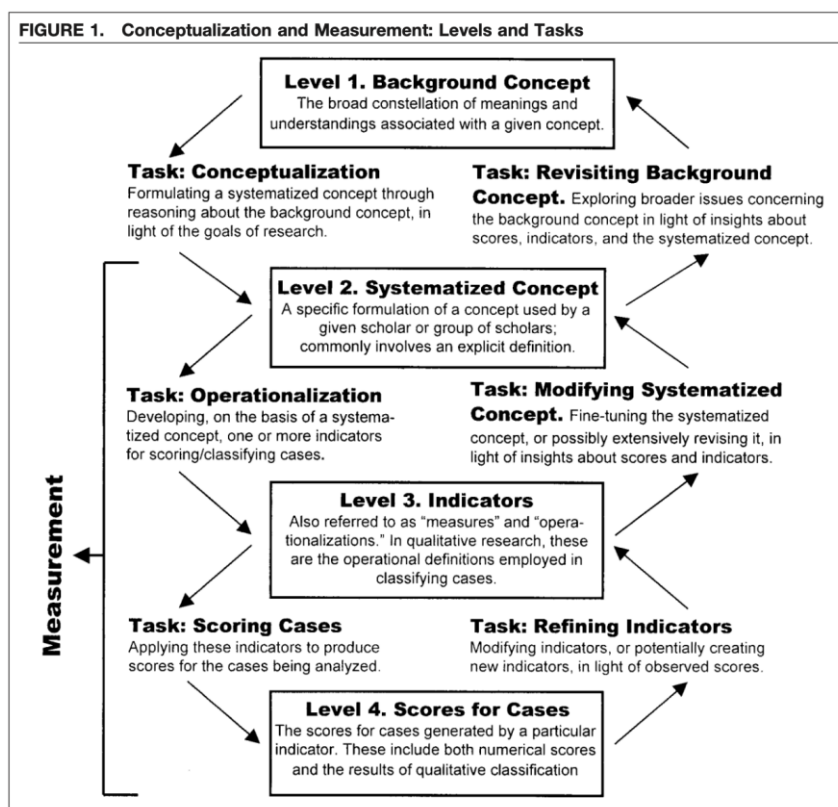 FIGURE 1. Conceptualization and Measurement: Levels and Tasks
Level 1. Background Concept
The broad constellation of meanings and
understandings associated with a given concept.
Task: Conceptualization
Formulating a systematized concept through
reasoning about the background concept, in
light of the goals of research.
Task: Revisiting Background
Concept. Exploring broader issues concerning
the background concept in light of insights about
scores, indicators, and the systematized concept.
Level 2. Systematized Concept
A specific formulation of a concept used by a
given scholar or group of scholars;
commonly involves an explicit definition.
Task: Operationalization
Developing, on the basis of a systema-
tized concept, one or more indicators
for scoring/classifying cases.
Task: Modifying Systematized
Concept. Fine-tuning the systematized
concept, or possibly extensively revising it, in
light of insights about scores and indicators.
Measurement
Level 3. Indicators
Also referred to as “measures” and “opera-
tionalizations.” In qualitative research, these
are the operational definitions employed in
classifying cases.
Task: Scoring Cases
Applying these indicators to produce
scores for the cases being analyzed.
Task: Refining Indicators
Modifying indicators, or potentially creating
new indicators, in light of observed scores.
Level 4. Scores for Cases
The scores for cases generated by a particular
indicator. These include both numerical scores
and the results of qualitative classification